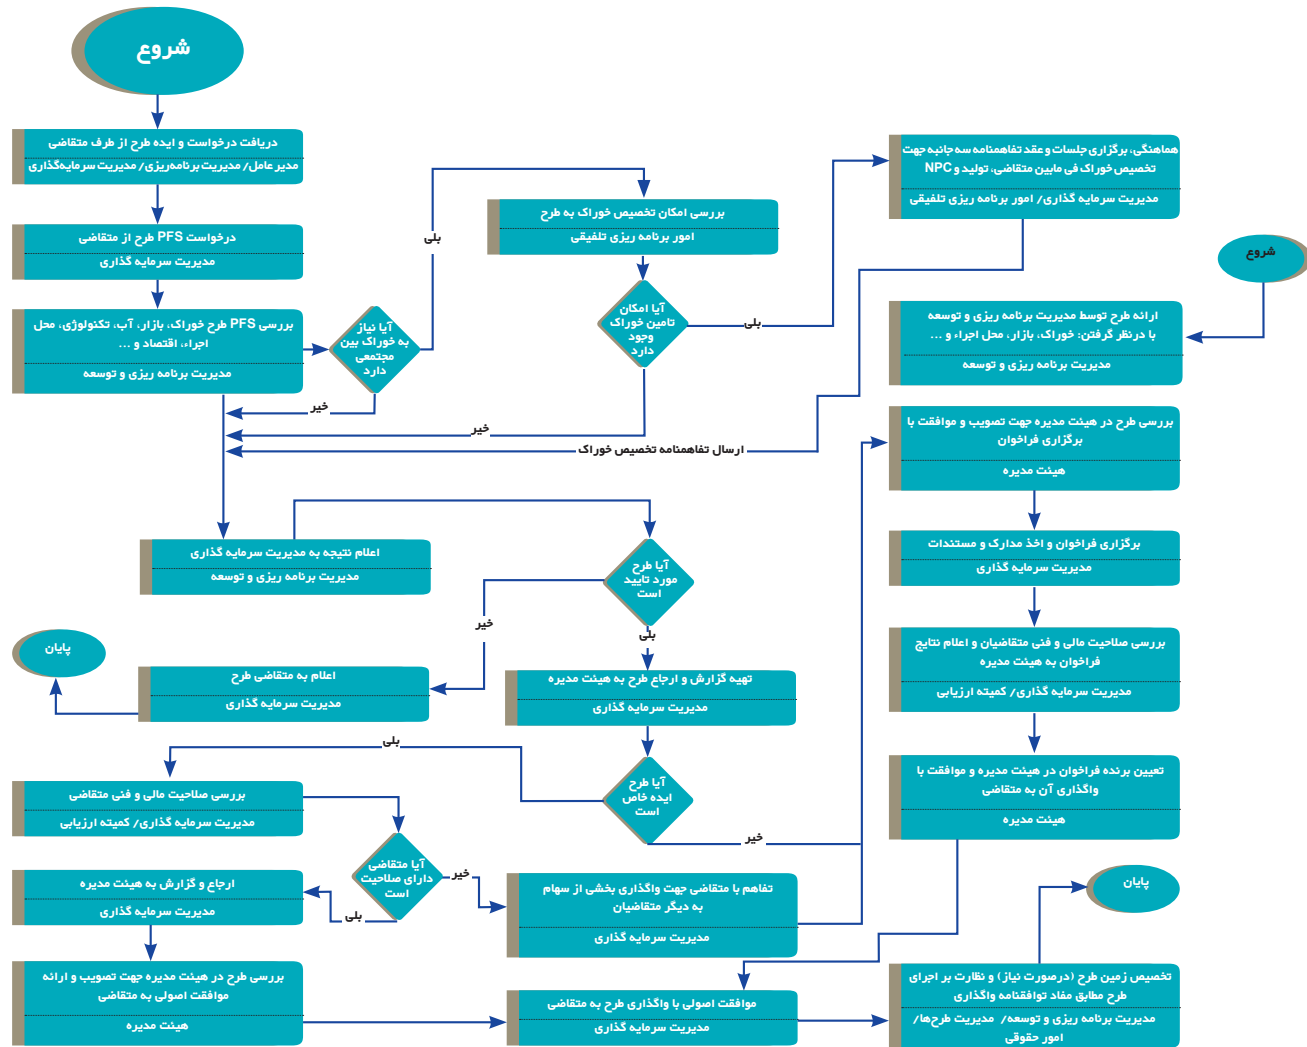 شروع
دریافت درخواست و ایده طرح از طرف متقاضی
مدیر عامل/ مدیریت برنامه‌ریزی/ مدیریت سرمایه‌گذاری
درخواست PFS طرح از متقاضی
مدیریت سرمایه گذاری
بررسی PFS طرح خوراک، بازار، آب، تکنولوژی، محل
اجراء، اقتصاد و ...
مدیریت برنامه ریزی و توسعه
آیا نیاز
به خوراک بین
مجتمعی
دارد
بلی
خیر
بررسی امکان تخصیص خوراک به طرح
امور برنامه ریزی تلفیقی
آیا امکان
تامین خوراک
وجود
دارد
بلی
خیر
هماهنگی، برگزاری جلسات و عقد تفاهمنامه سه جانبه جهت
تخصیص خوراک فی مابین متقاضی، تولید و NPC
مدیریت سرمایه گذاری/ امور برنامه ریزی تلفیقی
ارسال تفاهمنامه تخصیص خوراک
شروع
ارائه طرح توسط مدیریت برنامه ریزی و توسعه
با درنظر گرفتن: خوراک، بازار، محل اجراء و ...
مدیریت برنامه ریزی و توسعه
بررسی طرح در هیئت مدیره جهت تصویب و موافقت با
برگزاری فراخوان
هیئت مدیره
برگزاری فراخوان و اخذ مدارک و مستندات
مدیریت سرمایه گذاری
بررسی صلاحیت مالی و فنی متقاضیان و اعلام نتایج
فراخوان به هیئت مدیره
مدیریت سرمایه گذاری/ کمیته ارزیابی
تعیین برنده فراخوان در هیئت مدیره و موافقت با
واگذاری آن به متقاضی
هیئت مدیره
اعلام نتیجه به مدیریت سرمایه گذاری
مدیریت برنامه ریزی و توسعه
آیا طرح
مورد تایید
است
خیر
بلی
اعلام به متقاضی طرح
مدیریت سرمایه گذاری
پایان
تهیه گزارش و ارجاع طرح به هیئت مدیره
مدیریت سرمایه گذاری
آیا طرح
ایده خاص
است
بلی
خیر
بررسی صلاحیت مالی و فنی متقاضی
مدیریت سرمایه گذاری/ کمیته ارزیابی
آیا متقاضی
دارای صلاحیت
است
خیر
بلی
ارجاع و گزارش به هیئت مدیره
مدیریت سرمایه گذاری
تفاهم با متقاضی جهت واگذاری بخشی از سهام
به دیگر متقاضیان
مدیریت سرمایه گذاری
بررسی طرح در هیئت مدیره جهت تصویب و ارائه
موافقت اصولی به متقاضی
هیئت مدیره
موافقت اصولی با واگذاری طرح به متقاضی
مدیریت سرمایه گذاری
تخصیص زمین طرح (درصورت نیاز) و نظارت بر اجرای
طرح مطابق مفاد توافقنامه واگذاری
مدیریت برنامه ریزی و توسعه/ مدیریت طرح‌ها/
امور حقوقی
پایان